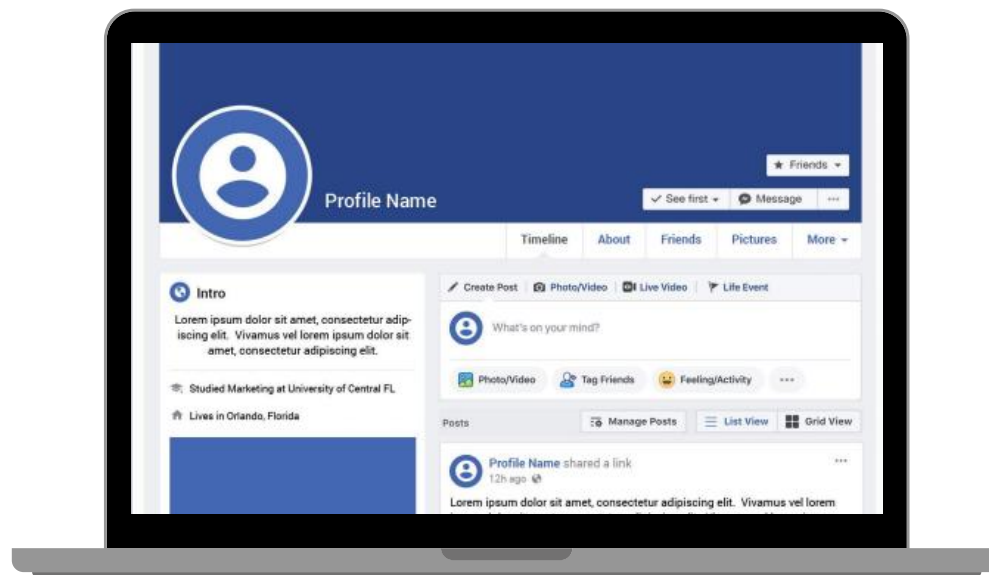 Friends
Profile Name
See first
Message
Timeline About Friends Pictures More
Intro
Lorem ipsum dolor sit amet, consectetur adip-
iscing elit. Vivamus vel lorem ipsum dolor sit
amet, consectetur adipiscing elit.
Studied Marketing at University of Central FL
Lives in Orlando, Florida
Create Post Photo/Video Live Video Life Event
What's on your mind?
Photo/Video Tag Friends Feeling/Activity
Posts Manage Posts List View Grid View
Profile Name shared a link
12h ago
Lorem ipsum dolor sit amet, consectetur adipiscing elit. Vivamus vel lorem